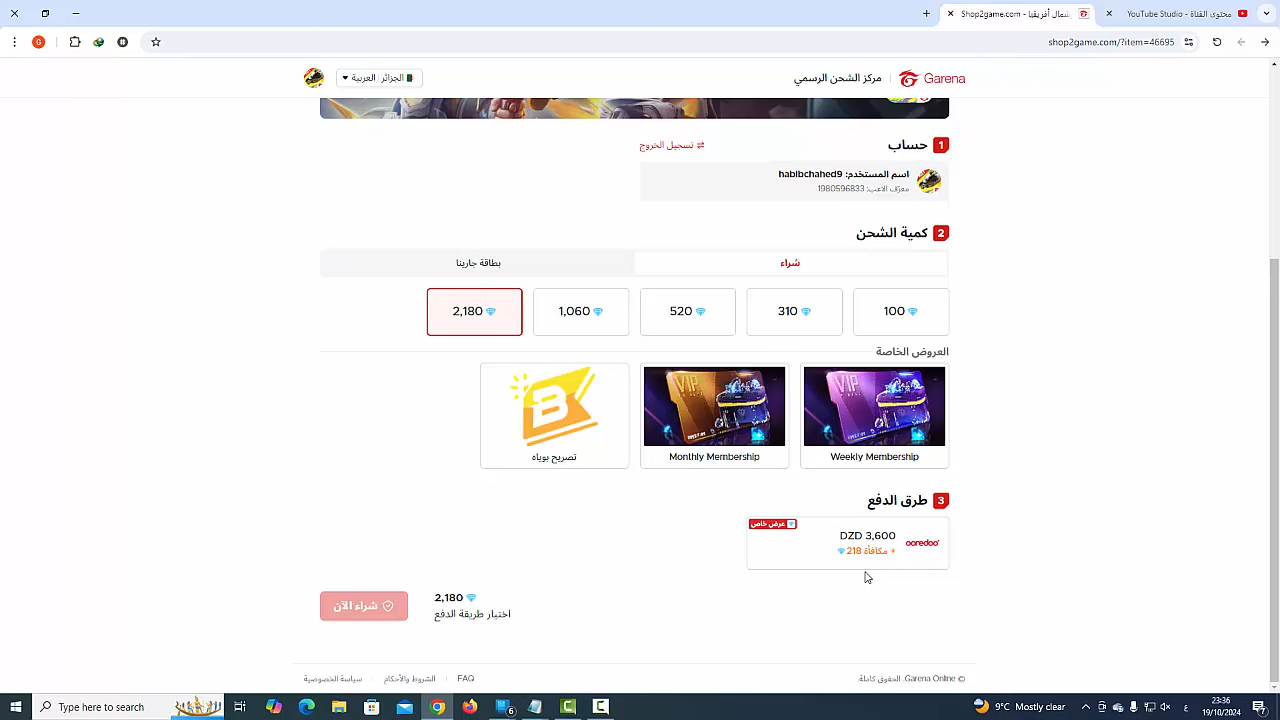 Shop2game.com - شمال أفريقيا
YouTube Studio - محتوى القناة
shop2game.com/?item=46695
Garena
مركز الشحن الرسمي
الجزائر | العربية
1 حساب
تسجيل الخروج
اسم المستخدم: habibchahed9
معرّف الاعب: 1980596833
2 كمية الشحن
شراء
بطاقة جارينا
100
310
520
1,060
2,180
العروض الخاصة
VIP
VIP
B
Weekly Membership
Monthly Membership
تصريح بوياه
3 طرق الدفع
عرض خاص
ooredoo
DZD 3,600
+ مكافأة 218
2,180
اختيار طريقة الدفع
شراء الآن
© Garena Online. الحقوق كاملة.
FAQ
الشروط والأحكام
سياسة الخصوصية
Type here to search
9°C Mostly clear
ع
23:36
19/10/2024